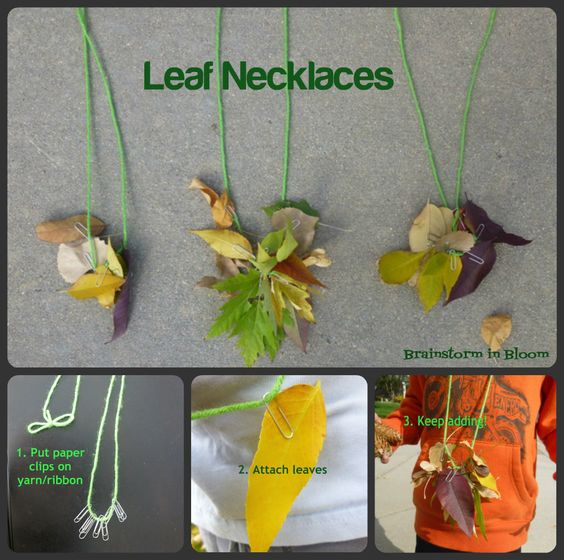 Leaf Necklaces
Brainstorm in Bloom
1. Put paper
clips on
yarn/ribbon
2. Attach leaves
3. Keep adding!